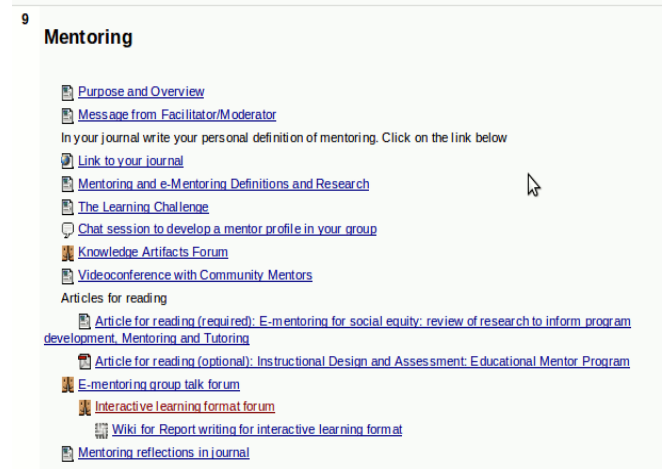 9
Mentoring
Purpose and Overview
Message from Facilitator/Moderator
In your journal write your personal definition of mentoring. Click on the link below
Link to your journal
Mentoring and e-Mentoring Definitions and Research
The Learning Challenge
Chat session to develop a mentor profile in your group
Knowledge Artifacts Forum
Videoconference with Community Mentors
Articles for reading
Article for reading (required): E-mentoring for social equity: review of research to inform program
development, Mentoring and Tutoring
Article for reading (optional): Instructional Design and Assessment: Educational Mentor Program
E-mentoring group talk forum
Interactive learning format forum
Wiki for Report writing for interactive learning format
Mentoring reflections in journal